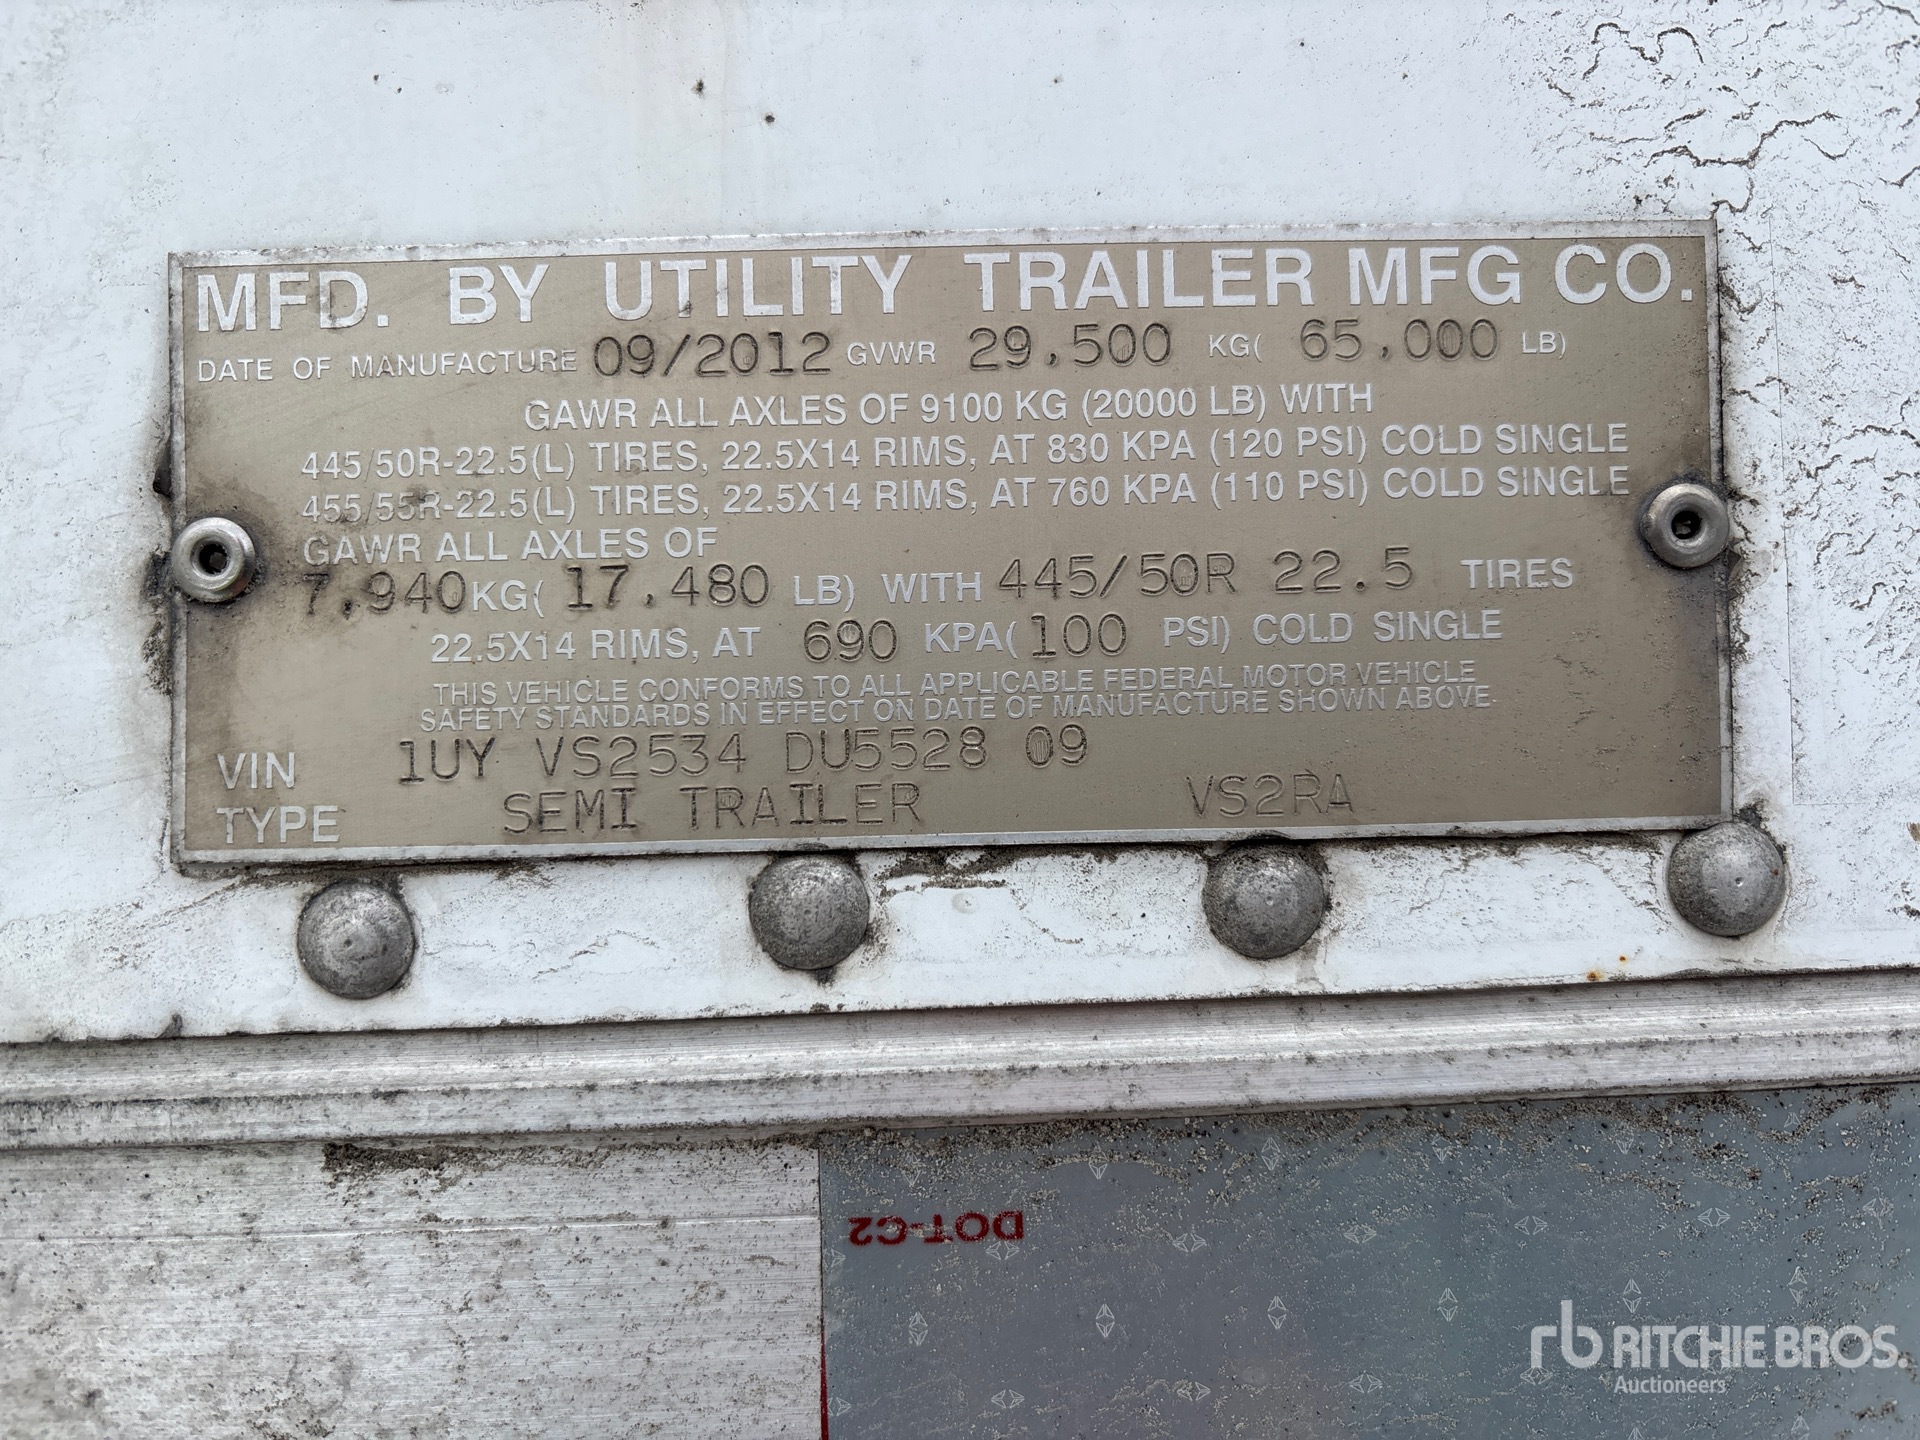 MFD. BY UTILITY TRAILER MFG CO.
DATE OF MANUFACTURE 09/2012 GVWR 29,500 KG( 65,000 LB)
GAWR ALL AXLES OF 9100 KG (20000 LB) WITH
445/50R-22.5(L) TIRES, 22.5X14 RIMS, AT 830 KPA (120 PSI) COLD SINGLE
455/55R-22.5(L) TIRES, 22.5X14 RIMS, AT 760 KPA (110 PSI) COLD SINGLE
GAWR ALL AXLES OF
7,940 KG( 17,480 LB) WITH 445/50R 22.5 TIRES
22.5X14 RIMS, AT 690 KPA( 100 PSI) COLD SINGLE
THIS VEHICLE CONFORMS TO ALL APPLICABLE FEDERAL MOTOR VEHICLE
SAFETY STANDARDS IN EFFECT ON DATE OF MANUFACTURE SHOWN ABOVE.
VIN 1UY VS2534 DU5528 09
TYPE SEMI TRAILER VS2RA
DOT-C2
rb RITCHIE BROS.
Auctioneers